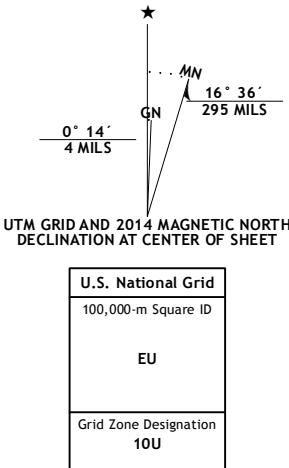 ★
MN
GN
16° 36´
295 MILS
0° 14´
4 MILS
UTM GRID AND 2014 MAGNETIC NORTH
DECLINATION AT CENTER OF SHEET
U.S. National Grid
100,000-m Square ID
EU
Grid Zone Designation
10U